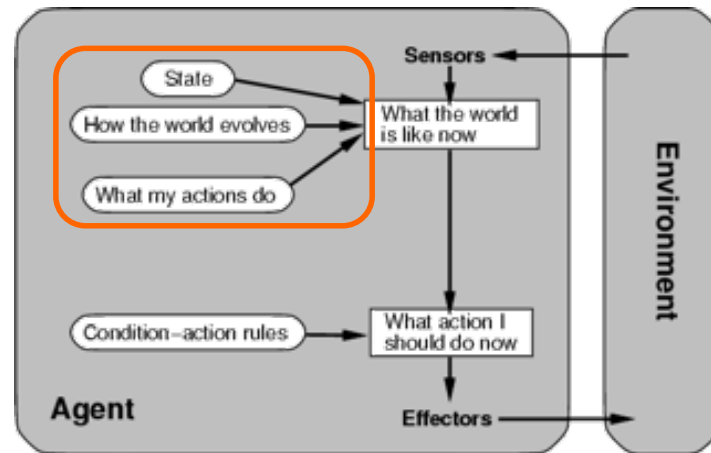 Sensors
State
How the world evolves
What the world
is like now
What my actions do
Environment
Condition-action rules
What action I
should do now
Agent
Effectors